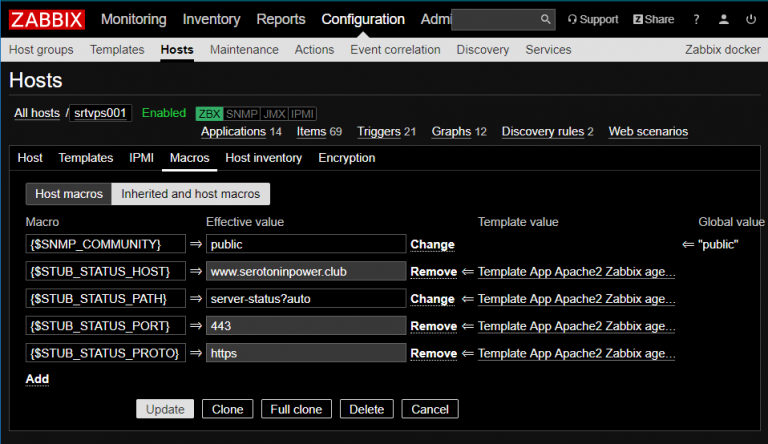 ZABBIX Monitoring Inventory Reports Configuration Admi Support Share ?
Host groups Templates Hosts Maintenance Actions Event correlation Discovery Services Zabbix docker
Hosts
All hosts / srtvps001 Enabled ZBX SNMP JMX IPMI
Applications 14 Items 69 Triggers 21 Graphs 12 Discovery rules 2 Web scenarios
Host Templates IPMI Macros Host inventory Encryption
Host macros Inherited and host macros
Macro Effective value Template value Global value
{$SNMP_COMMUNITY} ⇒ public Change ⇐ "public"
{$STUB_STATUS_HOST} ⇒ www.serotoninpower.club Remove ⇐ Template App Apache2 Zabbix age...
{$STUB_STATUS_PATH} ⇒ server-status?auto Change ⇐ Template App Apache2 Zabbix age...
{$STUB_STATUS_PORT} ⇒ 443 Remove ⇐ Template App Apache2 Zabbix age...
{$STUB_STATUS_PROTO} ⇒ https Remove ⇐ Template App Apache2 Zabbix age...
Add
Update Clone Full clone Delete Cancel